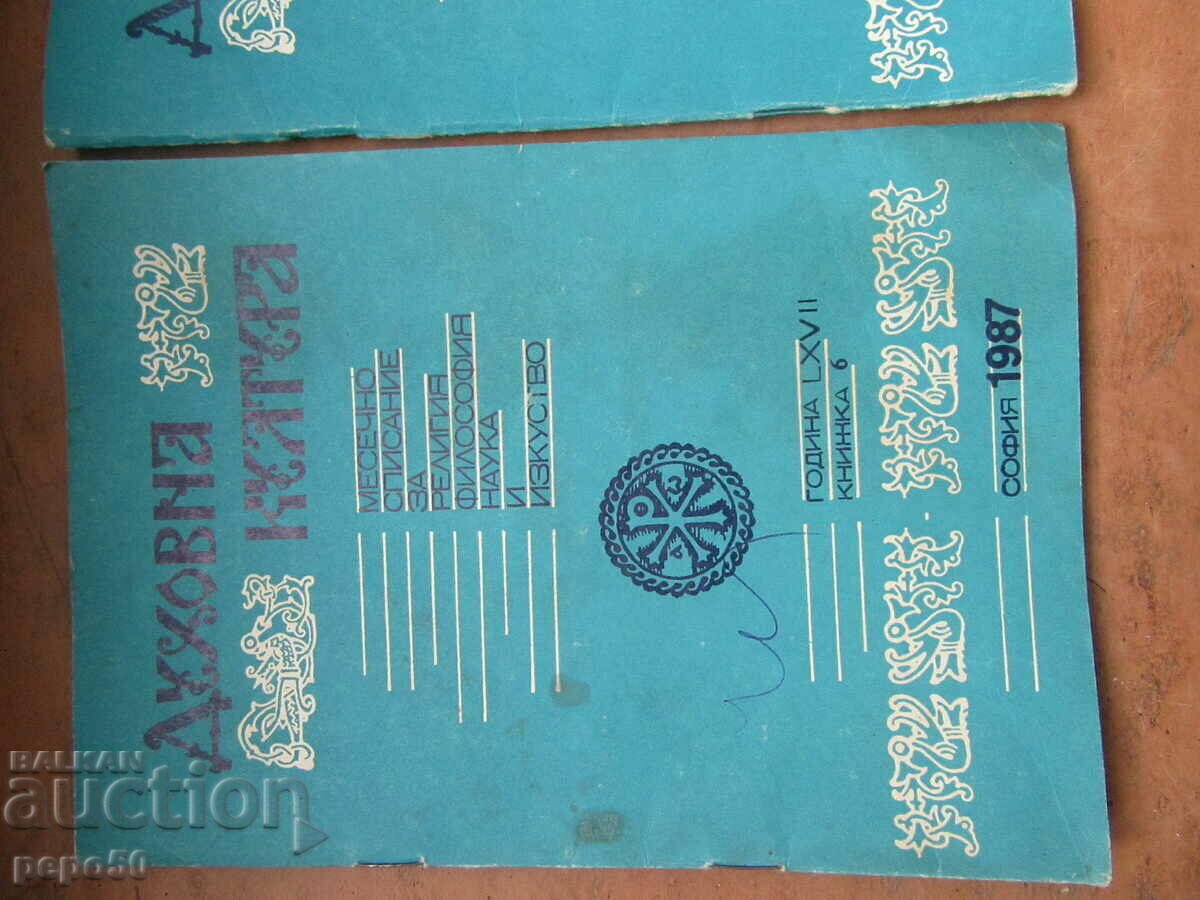 Духовна
култура
МЕСЕЧНО
СПИСАНИЕ
ЗА
РЕЛИГИЯ
ФИЛОСОФИЯ
НАУКА
И
ИЗКУСТВО
ГОДИНА LXVII
КНИЖКА 6
СОФИЯ 1987
Д
BALKAN
auction
pepo50